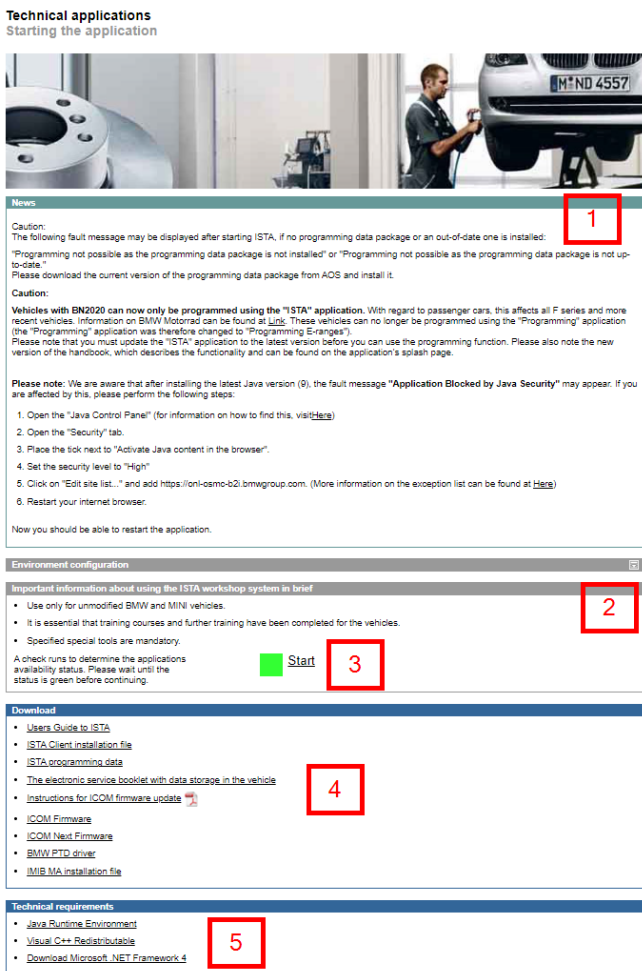 Technical applications
Starting the application
M ND 4557
News
1
Caution:
The following fault message may be displayed after starting ISTA, if no programming data package or an out-of-date one is installed:
"Programming not possible as the programming data package is not installed" or "Programming not possible as the programming data package is not up-
to-date."
Please download the current version of the programming data package from AOS and install it.
Caution:
Vehicles with BN2020 can now only be programmed using the "ISTA" application. With regard to passenger cars, this affects all F series and more
recent vehicles. Information on BMW Motorrad can be found at Link. These vehicles can no longer be programmed using the "Programming" application
(the "Programming" application was therefore changed to "Programming E-ranges").
Please note that you must update the "ISTA" application to the latest version before you can use the programming function. Please also note the new
version of the handbook, which describes the functionality and can be found on the application's splash page.
Please note: We are aware that after installing the latest Java version (9), the fault message "Application Blocked by Java Security" may appear. If you
are affected by this, please perform the following steps:
1. Open the "Java Control Panel" (for information on how to find this, visitHere)
2. Open the "Security" tab.
3. Place the tick next to "Activate Java content in the browser".
4. Set the security level to "High"
5. Click on "Edit site list..." and add https://onl-osmc-b2i.bmwgroup.com. (More information on the exception list can be found at Here)
6. Restart your internet browser.
Now you should be able to restart the application.
Environment configuration
Important information about using the ISTA workshop system in brief
2
• Use only for unmodified BMW and MINI vehicles.
• It is essential that training courses and further training have been completed for the vehicles.
• Specified special tools are mandatory.
A check runs to determine the applications
availability status. Please wait until the
status is green before continuing.
Start
3
Download
• Users Guide to ISTA
• ISTA Client installation file
• ISTA programming data
• The electronic service booklet with data storage in the vehicle
• Instructions for ICOM firmware update
• ICOM Firmware
• ICOM Next Firmware
• BMW PTD driver
• IMIB MA installation file
4
Technical requirements
• Java Runtime Environment
• Visual C++ Redistributable
• Download Microsoft .NET Framework 4
5